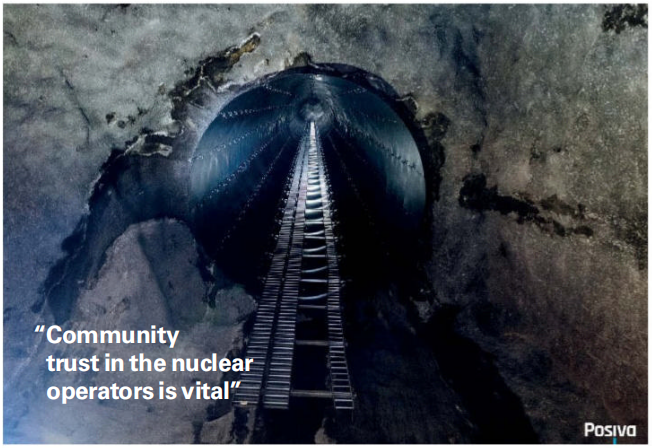 “Community
trust in the nuclear
operators is vital”
Posiva